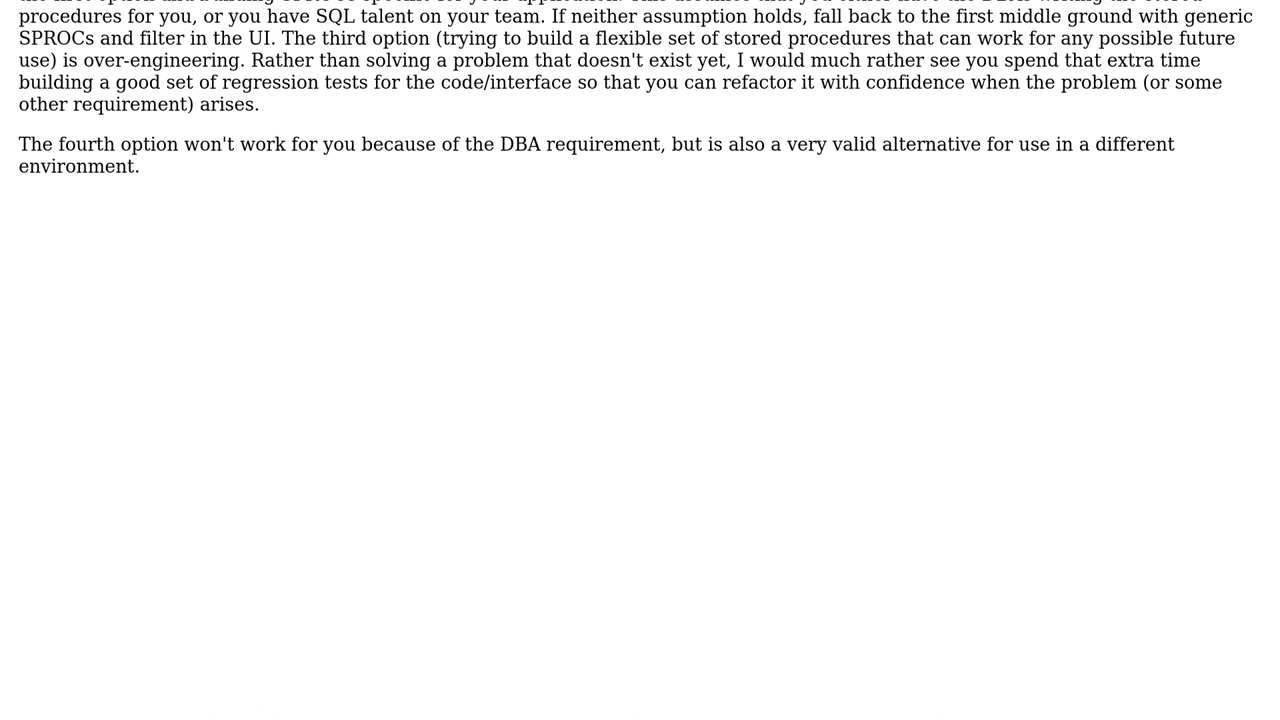 procedures for you, or you have SQL talent on your team. If neither assumption holds, fall back to the first middle ground with generic
SPROCs and filter in the UI. The third option (trying to build a flexible set of stored procedures that can work for any possible future
use) is over-engineering. Rather than solving a problem that doesn't exist yet, I would much rather see you spend that extra time
building a good set of regression tests for the code/interface so that you can refactor it with confidence when the problem (or some
other requirement) arises.
The fourth option won't work for you because of the DBA requirement, but is also a very valid alternative for use in a different
environment.